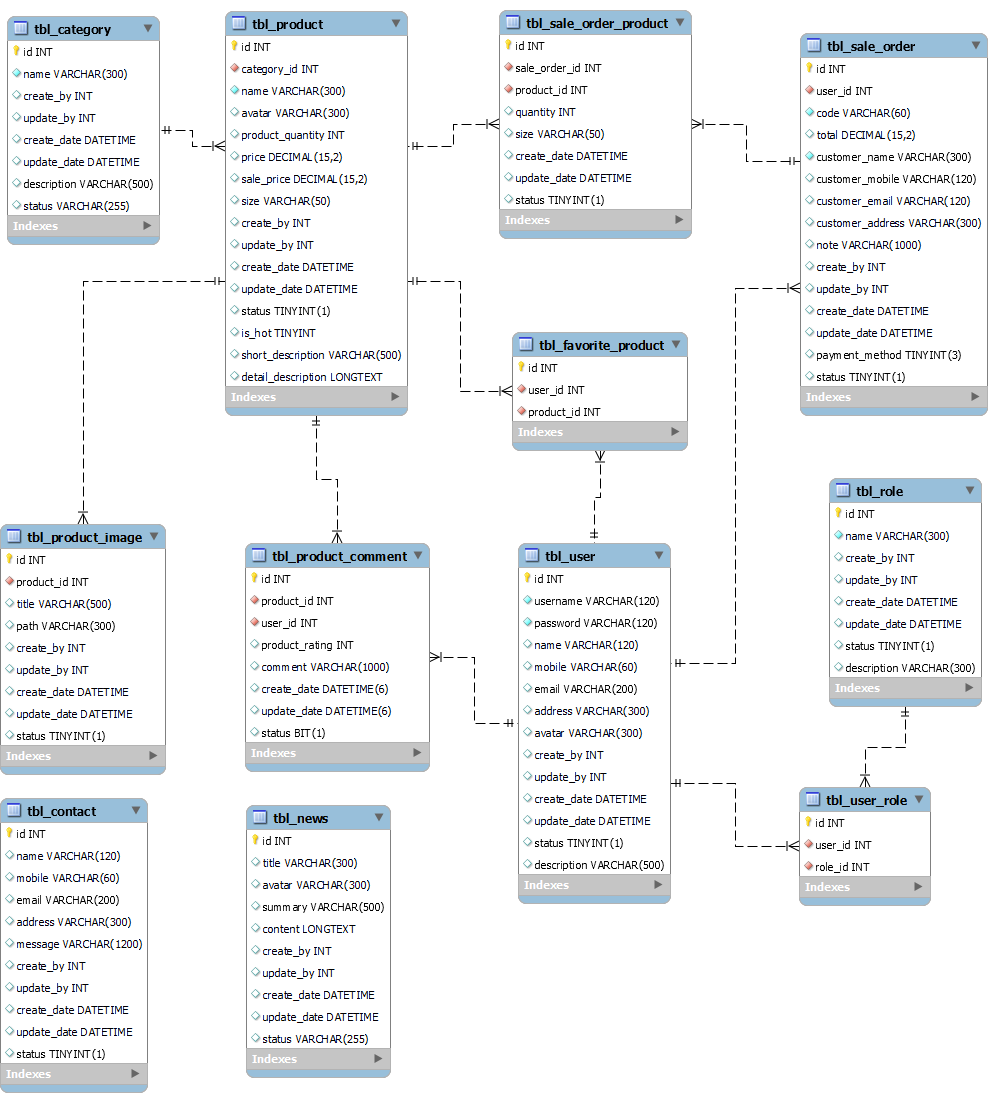 tbl_category
id INT
name VARCHAR(300)
create_by INT
update_by INT
create_date DATETIME
update_date DATETIME
description VARCHAR(500)
status VARCHAR(255)
Indexes
tbl_product
id INT
category_id INT
name VARCHAR(300)
avatar VARCHAR(300)
product_quantity INT
price DECIMAL(15,2)
sale_price DECIMAL(15,2)
size VARCHAR(50)
create_by INT
update_by INT
create_date DATETIME
update_date DATETIME
status TINYINT(1)
is_hot TINYINT
short_description VARCHAR(500)
detail_description LONGTEXT
Indexes
tbl_sale_order_product
id INT
sale_order_id INT
product_id INT
quantity INT
size VARCHAR(50)
create_date DATETIME
update_date DATETIME
status TINYINT(1)
Indexes
tbl_sale_order
id INT
user_id INT
code VARCHAR(60)
total DECIMAL(15,2)
customer_name VARCHAR(300)
customer_mobile VARCHAR(120)
customer_email VARCHAR(120)
customer_address VARCHAR(300)
note VARCHAR(1000)
create_by INT
update_by INT
create_date DATETIME
update_date DATETIME
payment_method TINYINT(3)
status TINYINT(1)
Indexes
tbl_favorite_product
id INT
user_id INT
product_id INT
Indexes
tbl_role
id INT
name VARCHAR(300)
create_by INT
update_by INT
create_date DATETIME
update_date DATETIME
status TINYINT(1)
description VARCHAR(300)
Indexes
tbl_product_image
id INT
product_id INT
title VARCHAR(500)
path VARCHAR(300)
create_by INT
update_by INT
create_date DATETIME
update_date DATETIME
status TINYINT(1)
Indexes
tbl_product_comment
id INT
product_id INT
user_id INT
product_rating INT
comment VARCHAR(1000)
create_date DATETIME(6)
update_date DATETIME(6)
status BIT(1)
Indexes
tbl_user
id INT
username VARCHAR(120)
password VARCHAR(120)
name VARCHAR(120)
mobile VARCHAR(60)
email VARCHAR(200)
address VARCHAR(300)
avatar VARCHAR(300)
create_by INT
update_by INT
create_date DATETIME
update_date DATETIME
status TINYINT(1)
description VARCHAR(500)
Indexes
tbl_user_role
id INT
user_id INT
role_id INT
Indexes
tbl_contact
id INT
name VARCHAR(120)
mobile VARCHAR(60)
email VARCHAR(200)
address VARCHAR(300)
message VARCHAR(1200)
create_by INT
update_by INT
create_date DATETIME
update_date DATETIME
status TINYINT(1)
Indexes
tbl_news
id INT
title VARCHAR(300)
avatar VARCHAR(300)
summary VARCHAR(500)
content LONGTEXT
create_by INT
update_by INT
create_date DATETIME
update_date DATETIME
status VARCHAR(255)
Indexes